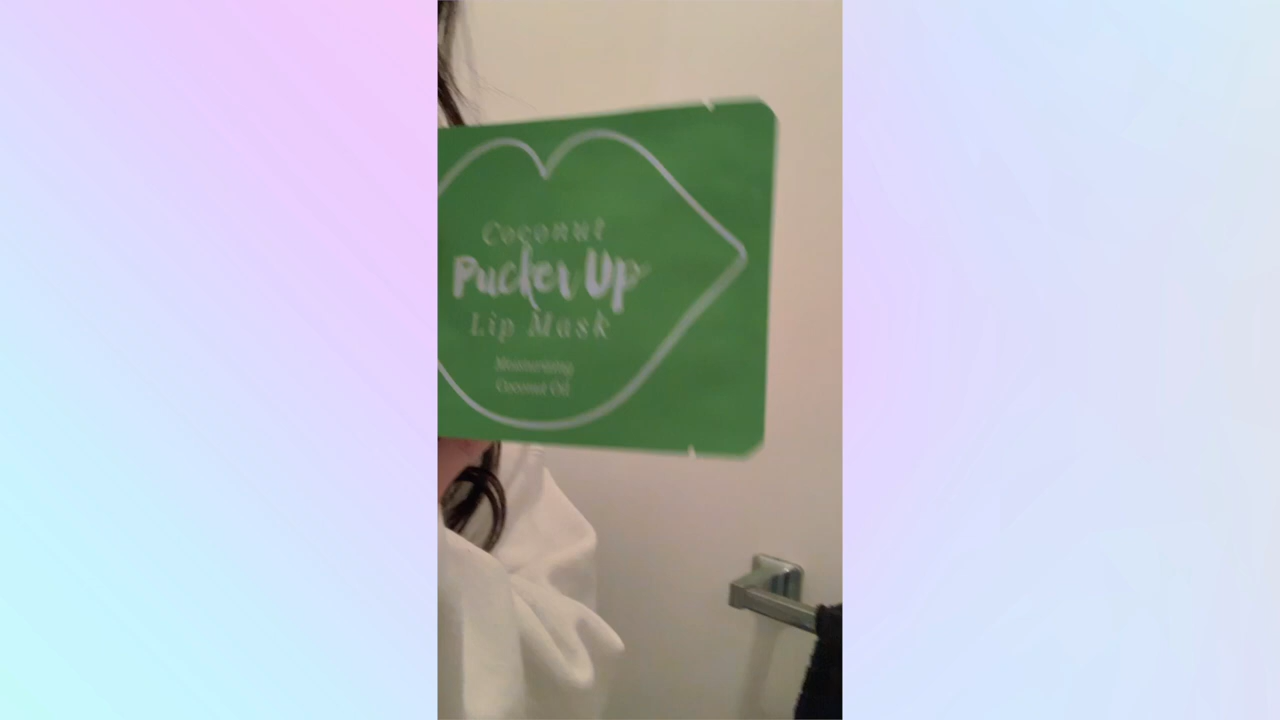 Coconut
Pucker Up
Lip Mask
Moisturizing
Coconut Oil